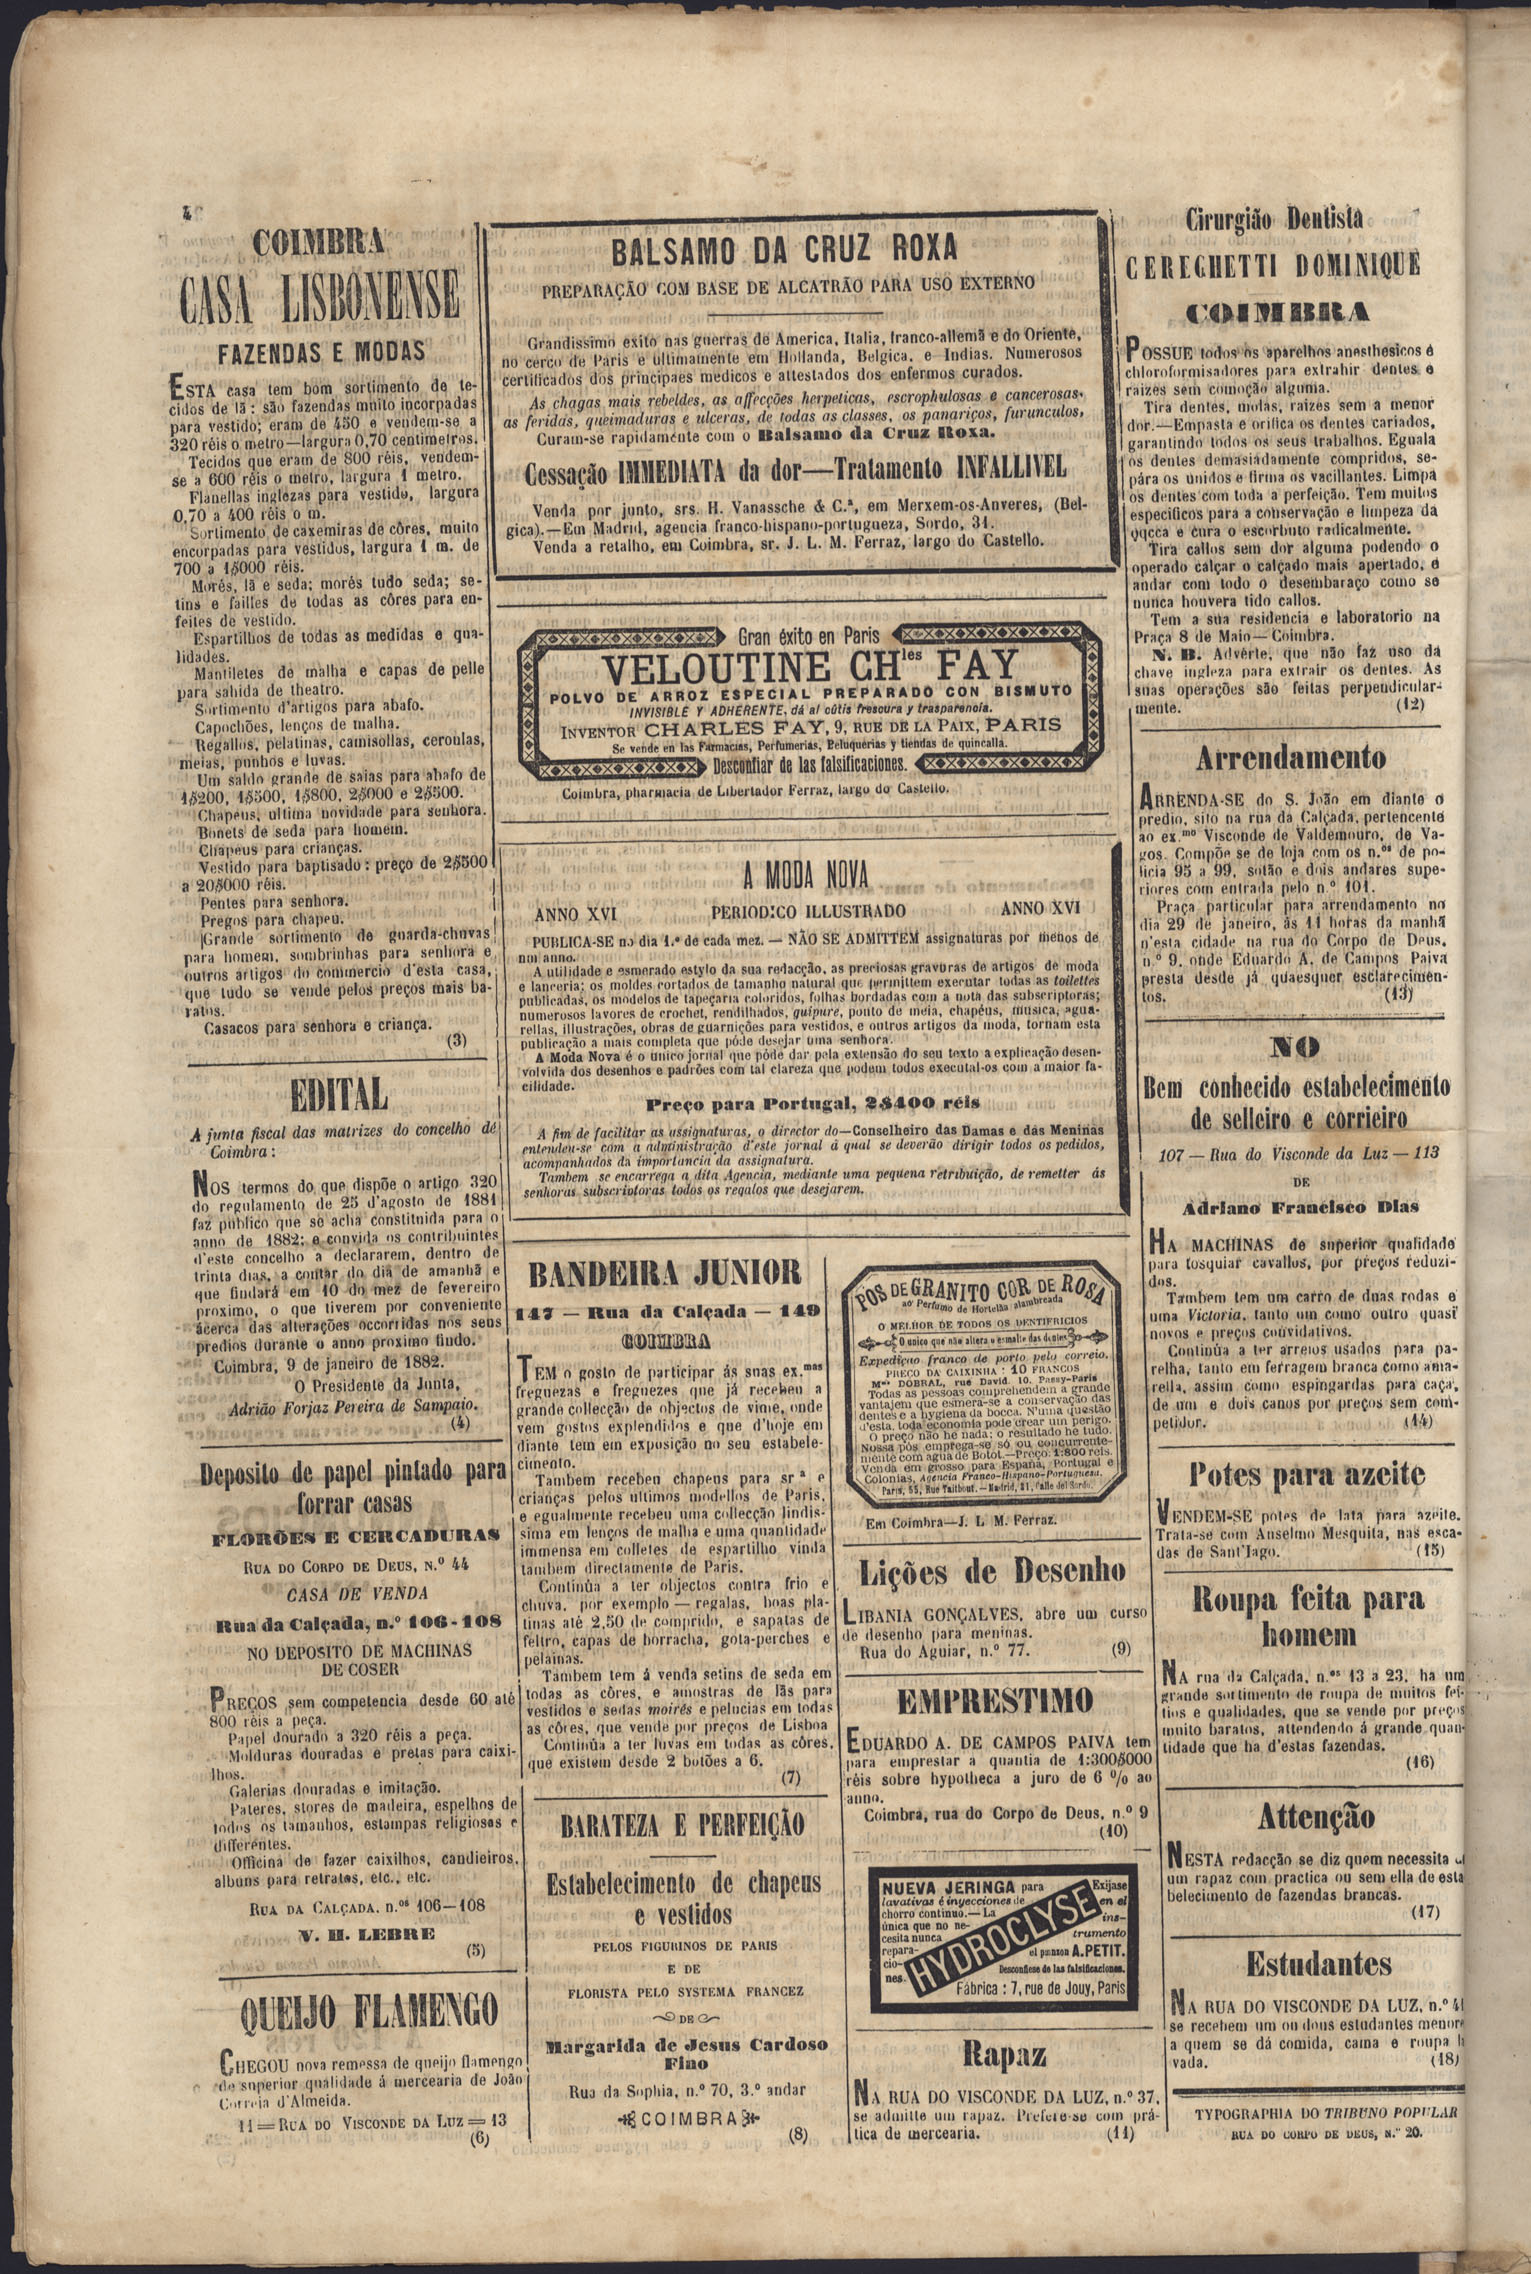 4
COIMBRA
CASA LISBONENSE
FAZENDAS E MODAS
ESTA casa tem bom sortimento de te-
cidos de lã: são fazendas muito incorpadas
para vestido; eram de 450 e vendem-se a
320 réis o metro—largura 0,70 centimetros.
Tecidos que eram de 800 réis, vendem-
se a 600 réis o metro, largura 1 metro.
Flanellas inglezas para vestido, largura
0,70 a 400 réis o m.
Sortimento de caxemiras de côres, muito
encorpadas para vestidos, largura 1 m. de
700 a 1$000 réis.
Morés, lã e seda; morés tudo seda; se-
tins e failles de todas as côres para en-
feites de vestido.
Espartilhos de todas as medidas e qua-
lidades.
Mantiletes de malha e capas de pelle
para sahida de theatro.
Sortimento d'artigos para abafo.
Capochões, lenços de malha.
Regallos, pelatinas, camisollas, ceroulas,
meias, punhos e luvas.
Um saldo grande de saias para abafo de
1$200, 1$500, 1$800, 2$000 e 2$500.
Chapeus, ultima novidade para senhora.
Bonets de seda para homem.
Chapeus para crianças.
Vestido para baptisado: preço de 2$500
a 20$000 réis.
Pentes para senhora.
Pregos para chapeu.
Grande sortimento de guarda-chuvas
para homem, sombrinhas para senhora e
outros artigos do commercio d'esta casa,
que tudo se vende pelos preços mais ba-
ratos.
Casacos para senhora e criança.
(3)
EDITAL
A junta fiscal das matrizes do concelho de
Coimbra:
NOS termos do que dispõe o artigo 320
do regulamento de 25 d'agosto de 1881
faz publico que se acha constituida para o
anno de 1882; e convida os contribuintes
d'este concelho a declararem, dentro de
trinta dias, a contar do dia de amanhã e
que findará em 10 do mez de fevereiro
proximo, o que tiverem por conveniente
ácerca das alterações occorridas nos seus
predios durante o anno proximo findo.
Coimbra, 9 de janeiro de 1882.
O Presidente da Junta,
Adrião Forjaz Pereira de Sampaio.
(4)
Deposito de papel pintado para
forrar casas
FLORÕES E CERCADURAS
RUA DO CORPO DE DEUS, N.º 44
CASA DE VENDA
Rua da Calçada, n.º 106-108
NO DEPOSITO DE MACHINAS
DE COSER
PREÇOS sem competencia desde 60 até
800 réis a peça.
Papel dourado a 320 réis a peça.
Molduras douradas e pretas para caixi-
lhos.
Galerias douradas e imitação.
Pateres, stores de madeira, espelhos de
todos os tamanhos, estampas religiosas e
differentes.
Officina de fazer caixilhos, candieiros,
albuns para retratos, etc., etc.
RUA DA CALÇADA, n.os 106—108
V. H. LEBRE
(5)
QUEIJO FLAMENGO
CHEGOU nova remessa de queijo flamengo
de superior qualidade á mercearia de João
Correia d'Almeida.
11=RUA DO VISCONDE DA LUZ=13
(6)
BALSAMO DA CRUZ ROXA
PREPARAÇÃO COM BASE DE ALCATRÃO PARA USO EXTERNO
Grandissimo exito nas guerras de America, Italia, franco-allemã e do Oriente,
no cerco de Paris e ultimamente em Hollanda, Belgica, e Indias. Numerosos
certificados dos principaes medicos e attestados dos enfermos curados.
As chagas mais rebeldes, as affecções herpeticas, escrophulosas e cancerosas,
as feridas, queimaduras e ulceras, de todas as classes, os panariços, furunculos,
Curam-se rapidamente com o Balsamo da Cruz Roxa.
Cessação IMMEDIATA da dor—Tratamento INFALLIVEL
Venda por junto, srs. H. Vanassche & C.ª, em Merxem-os-Anveres, (Bel-
gica).—Em Madrid, agencia franco-hispano-portugueza, Sordo, 31.
Venda a retalho, em Coimbra, sr. J. L. M. Ferraz, largo do Castello.
Gran éxito en Paris
VELOUTINE CHles FAY
POLVO DE ARROZ ESPECIAL PREPARADO CON BISMUTO
INVISIBLE Y ADHERENTE, dá al cútis frescura y trasparencia.
INVENTOR CHARLES FAY, 9, RUE DE LA PAIX, PARIS
Se vende en las Farmacias, Perfumerias, Peluquerias y tiendas de quincalla.
Desconfiar de las falsificaciones.
Coimbra, pharmacia de Libertador Ferraz, largo do Castello.
A MODA NOVA
ANNO XVI PERIODICO ILLUSTRADO ANNO XVI
PUBLICA-SE no dia 1.º de cada mez.—NÃO SE ADMITTEM assignaturas por menos de
um anno.
A utilidade e esmerado estylo da sua redacção, as preciosas gravuras de artigos de moda
e lanceria; os moldes cortados de tamanho natural que permittem executar todas as toilettes
publicadas, os modelos de tapeçaria coloridos, folhas bordadas com a nota das subscriptoras;
numerosos lavores de crochet, rendilhados, guipure, ponto de meia, chapéus, musica, agua-
rellas, illustrações, obras de guarnições para vestidos, e outros artigos da moda, tornam esta
publicação a mais completa que póde desejar uma senhora.
A Moda Nova é o unico jornal que póde dar pela extensão do seu texto a explicação desen-
volvida dos desenhos e padrões com tal clareza que podem todos executal-os com a maior fa-
cilidade.
Preço para Portugal, 2$400 réis
A fim de facilitar as assignaturas, o director do—Conselheiro das Damas e das Meninas
entendeu-se com a administração d'este jornal á qual se deverão dirigir todos os pedidos,
acompanhados da importancia da assignatura.
Tambem se encarrega a dita Agencia, mediante uma pequena retribuição, de remetter ás
senhoras subscriptoras todos os regalos que desejarem.
BANDEIRA JUNIOR
147 — Rua da Calçada — 149
COIMBRA
TEM o gosto de participar ás suas ex.mas
freguezas e freguezes que já recebeu a
grande collecção de objectos de vime, onde
vem gostos explendidos e que d'hoje em
diante tem em exposição no seu estabele-
cimento.
Tambem recebeu chapeus para sr.ª e
crianças pelos ultimos modellos de Paris,
e egualmente recebeu uma collecção lindis-
sima em lenços de malha e uma quantidade
immensa em colletes de espartilho vinda
tambem directamente de Paris.
Continúa a ter objectos contra frio e
chuva, por exemplo — regalas, boas pla-
tinas até 2,50 de comprido, e sapatas de
feltro, capas de borracha, gota-perches e
pelainas.
Tambem tem á venda setins de seda em
todas as côres, e amostras de lãs para
vestidos e sedas moirés e pelucias em todas
as côres, que vende por preços de Lisboa
Continúa a ter luvas em todas as côres,
que existem desde 2 botões a 6.
(7)
BARATEZA E PERFEIÇÃO
Estabelecimento de chapeus
e vestidos
PELOS FIGURINOS DE PARIS
E DE
FLORISTA PELO SYSTEMA FRANCEZ
DE
Margarida de Jesus Cardoso
Fino
Rua da Sophia, n.º 70, 3.º andar
COIMBRA
(8)
PÓS DE GRANITO COR DE ROSA
ao Perfumo de Hortelãa alambreada
O MELHOR DE TODOS OS DENTIFRICIOS
O unico que não altera o esmalte das dentes
Expedição franco de porto pelo correio.
PREÇO DA CAIXINHA: 10 FRANCOS
Mme DOBRAL, rue David, 10, Passy-Paris
Todas as pessoas comprehendem a grande
vantajem que esmera-se a conservação das
dentes e a hygiena da bocca. N'uma questão
d'esta, toda economia pode crear um perigo.
O preço não he nada; o resultado he tudo.
Nossa pós emprega-se só ou concurrente-
mente com agua de Botot.—Preço: 1:800 reis.
Venda em grosso para España, Portugal e
Colonias, Agencia Franco-Hispano-Portuguesa.
Paris, 55, Rue Taitbout.—Madrid, 31, Calle del Sordo.
Em Coimbra—J. L M. Ferraz.
Lições de Desenho
LIBANIA GONÇALVES, abre um curso
de desenho para meninas.
Rua do Aguiar, n.º 77. (9)
EMPRESTIMO
EDUARDO A. DE CAMPOS PAIVA tem
para emprestar a quantia de 1:300$000
réis sobre hypotheca a juro de 6 % ao
anno.
Coimbra, rua do Corpo de Deus, n.º 9
(10)
NUEVA JERINGA para
lavativas é inyecciones de
chorro continuo.—La
única que no ne-
cesita nunca
repara-
cio-
nes.
HYDROCLYSE
Exijase
en el
ins-
trumento
el punzon A. PETIT.
Desconfiese de las falsificaciones.
Fábrica: 7, rue de Jouy, Paris
Rapaz
NA RUA DO VISCONDE DA LUZ, n.º 37,
se admitte um rapaz. Prefere-se com prá-
tica de mercearia. (11)
Cirurgião Dentista
CEREGHETTI DOMINIQUE
COIMBRA
POSSUE todos os aparelhos anesthesicos e
chloroformisadores para extrahir dentes e
raizes sem comoção alguma.
Tira dentes, molas, raizes sem a menor
dor.—Empasta e orifica os dentes cariados,
garantindo todos os seus trabalhos. Eguala
os dentes demasiadamente compridos, se-
pára os unidos e firma os vacillantes. Limpa
os dentes com toda a perfeição. Tem muitos
especificos para a conservação e limpeza da
bocca e cura o escorbuto radicalmente.
Tira callos sem dor alguma podendo o
operado calçar o calçado mais apertado, e
andar com todo o desembaraço como se
nunca houvera tido callos.
Tem a sua residencia e laboratorio na
Praça 8 de Maio—Coimbra.
N. B. Advérte, que não faz uso da
chave ingleza para extrair os dentes. As
suas operações são feitas perpendicular-
mente. (12)
Arrendamento
ARRENDA-SE do S. João em diante o
predio, sito na rua da Calçada, pertencente
ao ex.mo Visconde de Valdemouro, de Va-
gos. Compõe se de loja com os n.os de po-
licia 95 a 99, sotão e dois andares supe-
riores com entrada pelo n.º 101.
Praça particular para arrendamento no
dia 29 de janeiro, ás 11 horas da manhã
n'esta cidade na rua do Corpo de Deus,
n.º 9, onde Eduardo A. de Campos Paiva
presta desde já quaesquer esclarecimen-
tos. (13)
NO
Bem conhecido estabelecimento
de selleiro e corrieiro
107 — Rua do Visconde da Luz — 113
DE
Adriano Francisco Dias
HA MACHINAS de superior qualidade
para tosquiar cavallos, por preços reduzi-
dos.
Tambem tem um carro de duas rodas e
uma Victoria, tanto um como outro quasi
novos e preços convidativos.
Continúa a ter arreios usados para pa-
relha, tanto em ferragem branca como ama-
rella, assim como espingardas para caça,
de um e dois canos por preços sem com-
petidor. (14)
Potes para azeite
VENDEM-SE potes de lata para azeite.
Trata-se com Anselmo Mesquita, nas esca-
das de Sant'Iago. (15)
Roupa feita para
homem
NA rua da Calçada, n.os 13 a 23, ha um
grande sortimento de roupa de muitos fei-
tios e qualidades, que se vende por preços
muito baratos, attendendo á grande quan-
tidade que ha d'estas fazendas.
(16)
Attenção
NESTA redacção se diz quem necessita
um rapaz com practica ou sem ella de esta
belecimento de fazendas brancas.
(17)
Estudantes
NA RUA DO VISCONDE DA LUZ, n.º 41
se recebem um ou dous estudantes menore
a quem se dá comida, cama e roupa l
vada. (18)
TYPOGRAPHIA DO TRIBUNO POPULAR
RUA DO CORPO DE DEUS, N.º 20.